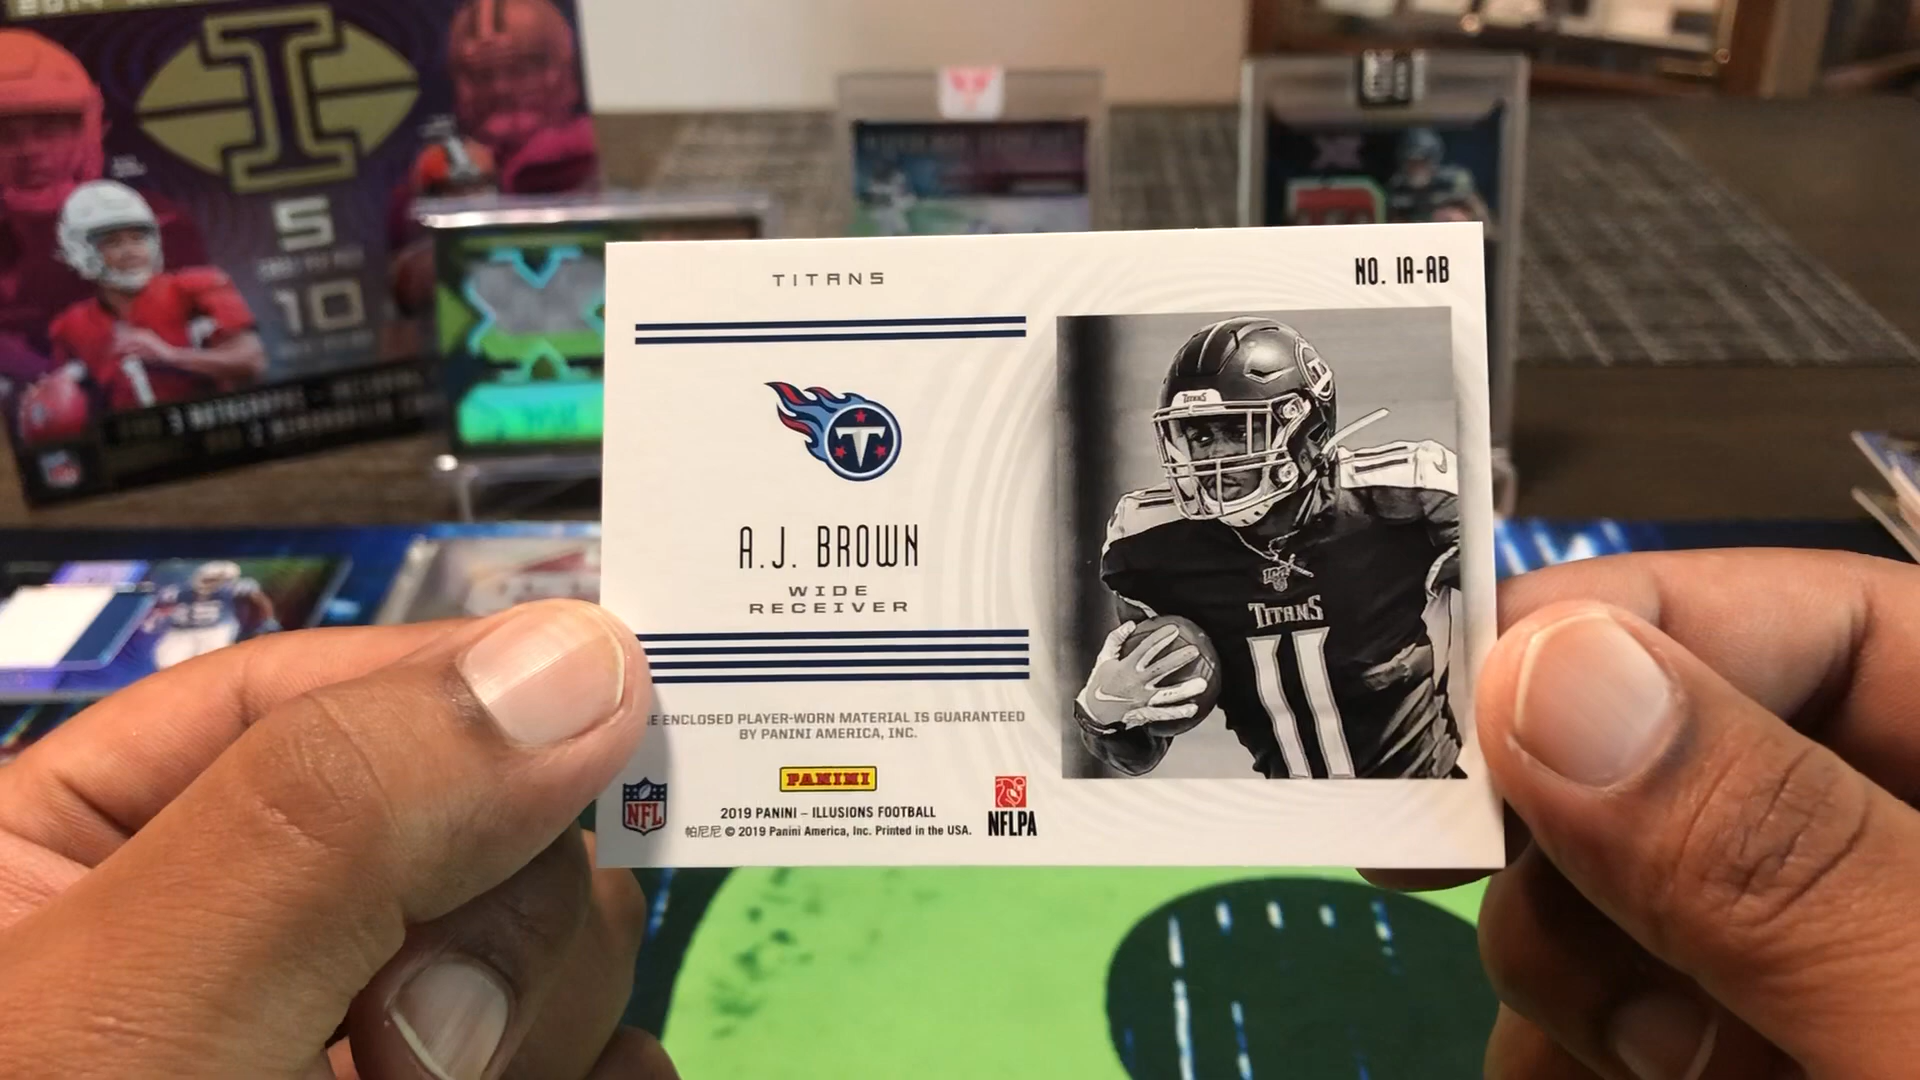 5
10
1
TITANS
NO. IA-AB
A.J. BROWN
WIDE
RECEIVER
ENCLOSED PLAYER-WORN MATERIAL IS GUARANTEED
BY PANINI AMERICA, INC.
PANINI
2019 PANINI – ILLUSIONS FOOTBALL
帕尼尼 © 2019 Panini America, Inc. Printed in the USA.
NFL
NFLPA
TITANS
TITANS
11